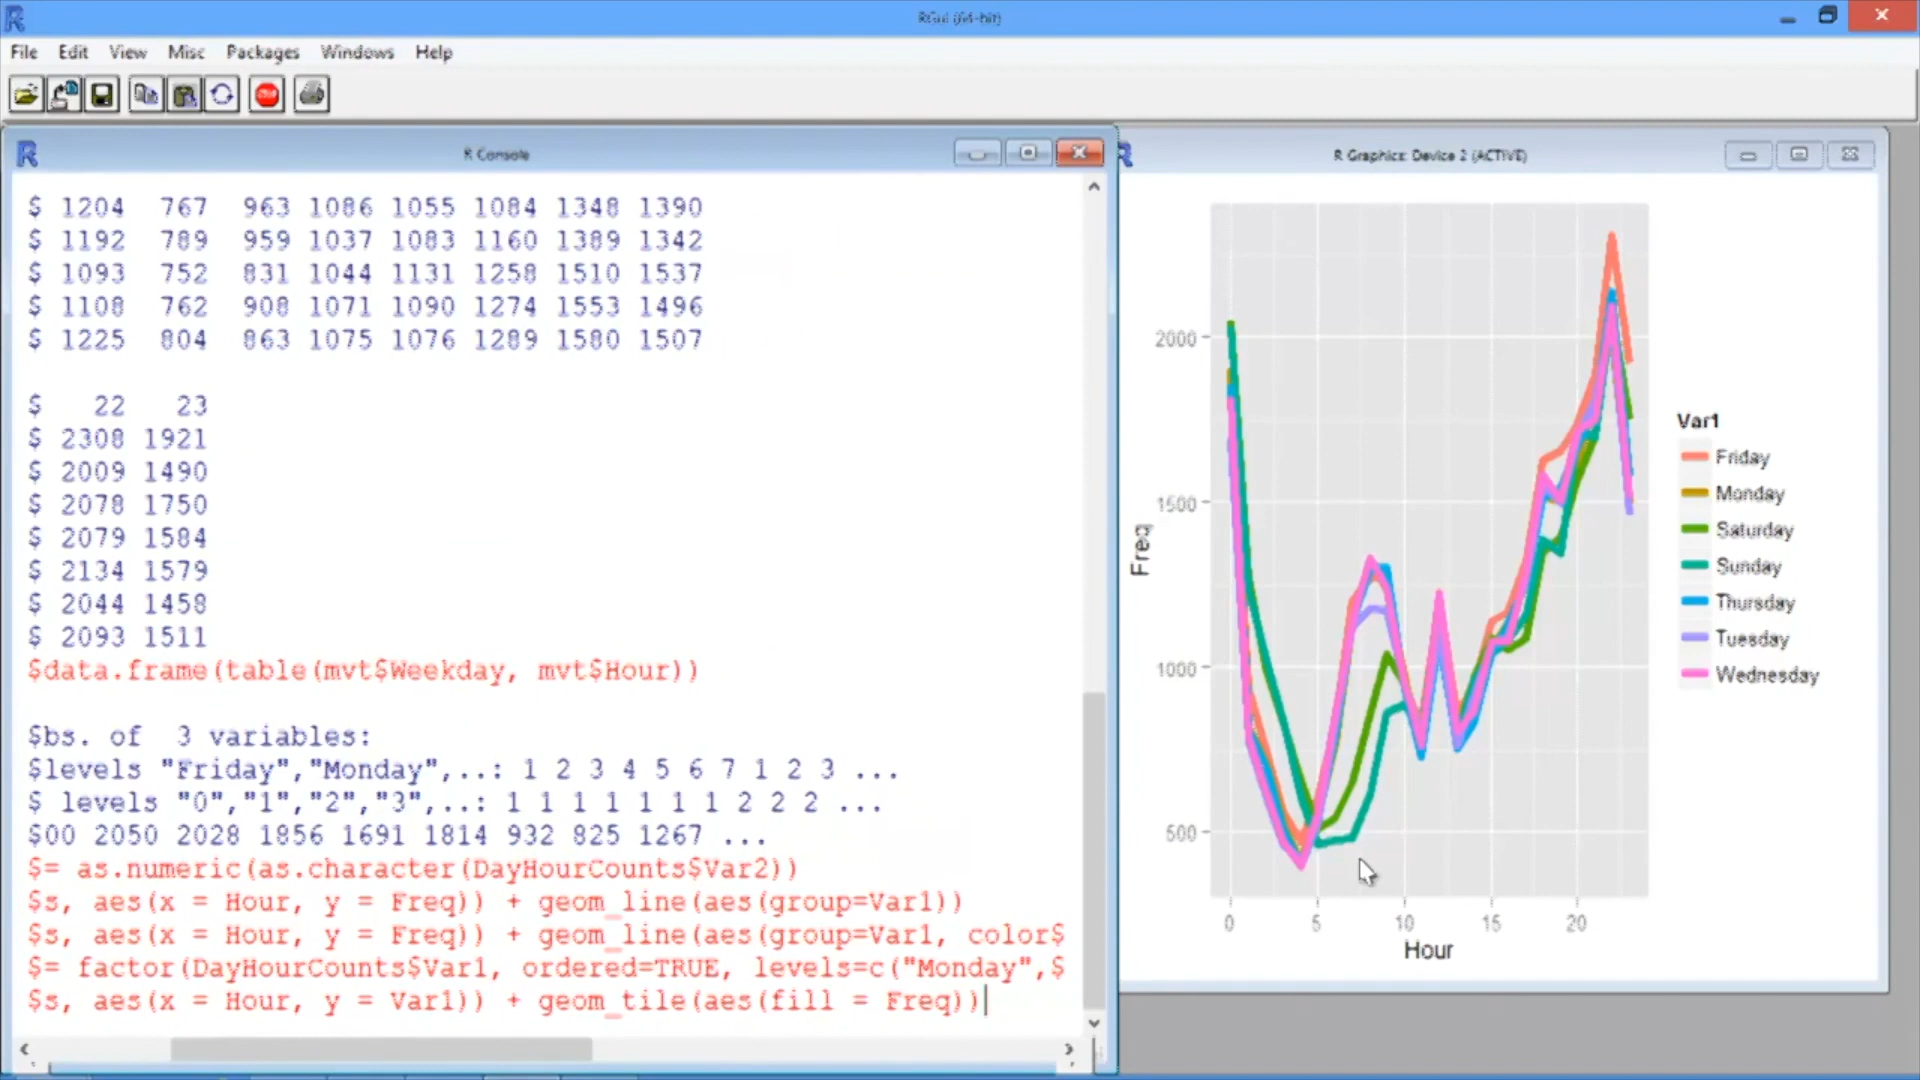 RGui (64-bit)
File Edit View Misc Packages Windows Help
STOP
R Console
$ 1204 767 963 1086 1055 1084 1348 1390
$ 1192 789 959 1037 1083 1160 1389 1342
$ 1093 752 831 1044 1131 1258 1510 1537
$ 1108 762 908 1071 1090 1274 1553 1496
$ 1225 804 863 1075 1076 1289 1580 1507
$ 22 23
$ 2308 1921
$ 2009 1490
$ 2078 1750
$ 2079 1584
$ 2134 1579
$ 2044 1458
$ 2093 1511
$data.frame(table(mvt$Weekday, mvt$Hour))
$bs. of 3 variables:
$levels "Friday","Monday",..: 1 2 3 4 5 6 7 1 2 3 ...
$ levels "0","1","2","3",..: 1 1 1 1 1 1 1 2 2 2 ...
$00 2050 2028 1856 1691 1814 932 825 1267 ...
$= as.numeric(as.character(DayHourCounts$Var2))
$s, aes(x = Hour, y = Freq)) + geom_line(aes(group=Var1))
$s, aes(x = Hour, y = Freq)) + geom_line(aes(group=Var1, color$
$= factor(DayHourCounts$Var1, ordered=TRUE, levels=c("Monday",$
$s, aes(x = Hour, y = Var1)) + geom_tile(aes(fill = Freq))
R Graphics: Device 2 (ACTIVE)
2000
1500
1000
500
Freq
0 5 10 15 20
Hour
Var1
Friday
Monday
Saturday
Sunday
Thursday
Tuesday
Wednesday